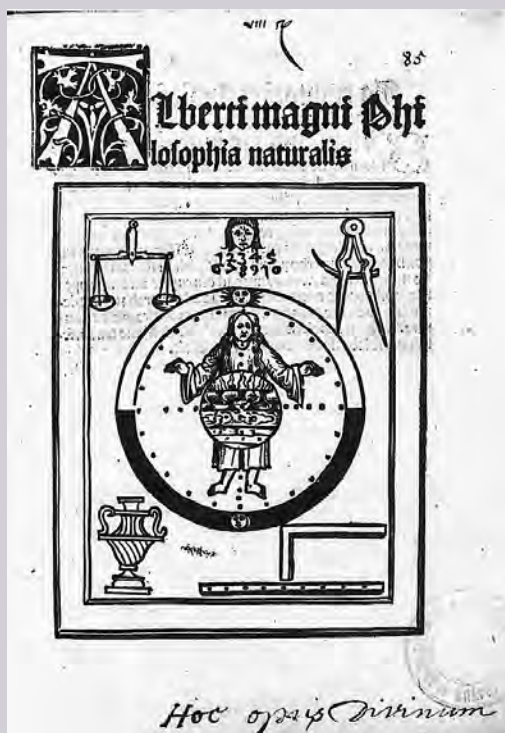 85
ALberti magni Phi
losophia naturalis
12345
678910
Hoc opus Divinum